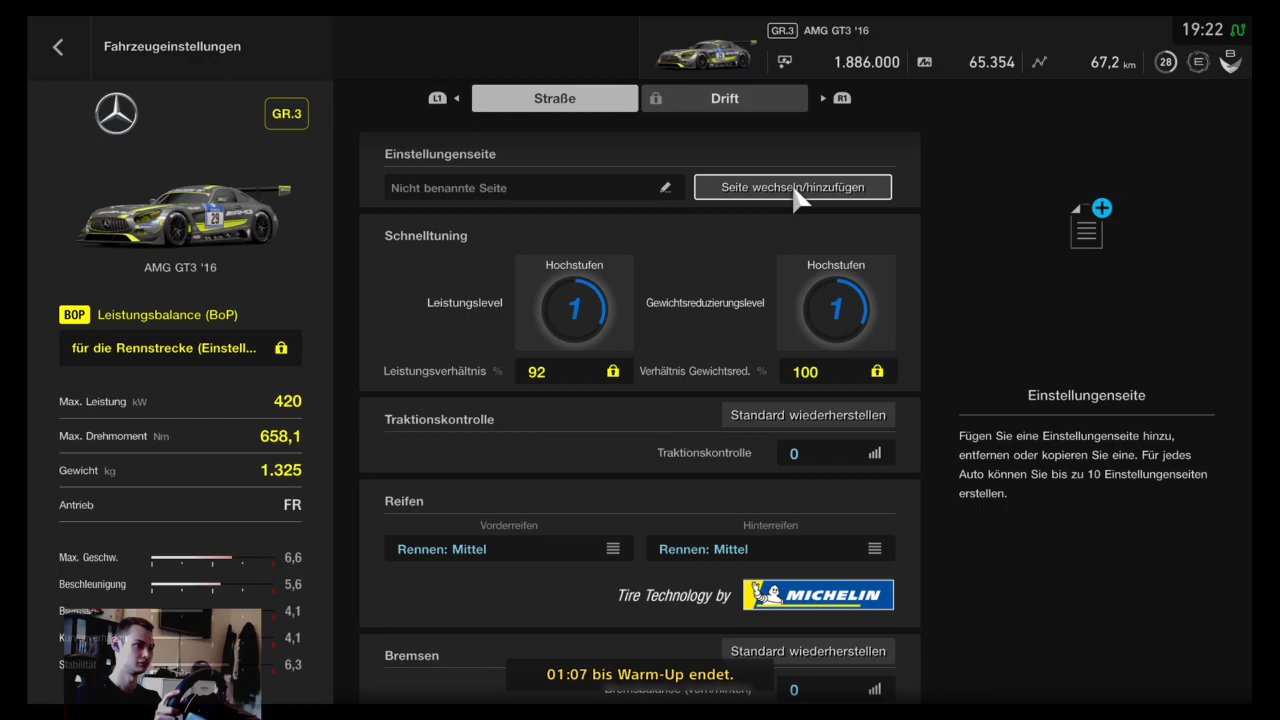 GR.3 AMG GT3 '16
19:22
Fahrzeugeinstellungen
1.886.000 65.354 67,2 km 28 E B
L1 Straße Drift R1
GR.3
Einstellungenseite
Nicht benannte Seite Seite wechseln/hinzufügen
Schnelltuning
Hochstufen Hochstufen
Leistungslevel 1 Gewichtsreduzierungslevel 1
Leistungsverhältnis % 92 Verhältnis Gewichtsred. % 100
Traktionskontrolle Standard wiederherstellen
Traktionskontrolle 0
Reifen
Vorderreifen Hinterreifen
Rennen: Mittel Rennen: Mittel
Tire Technology by MICHELIN
Bremsen Standard wiederherstellen
01:07 bis Warm-Up endet.
0
29
AMG GT3 '16
BOP Leistungsbalance (BoP)
für die Rennstrecke (Einstell...
Max. Leistung kW 420
Max. Drehmoment Nm 658,1
Gewicht kg 1.325
Antrieb FR
Max. Geschw. 6,6
Beschleunigung 5,6
4,1
4,1
Stabilität 6,3
Einstellungenseite
Fügen Sie eine Einstellungenseite hinzu,
entfernen oder kopieren Sie eine. Für jedes
Auto können Sie bis zu 10 Einstellungenseiten
erstellen.